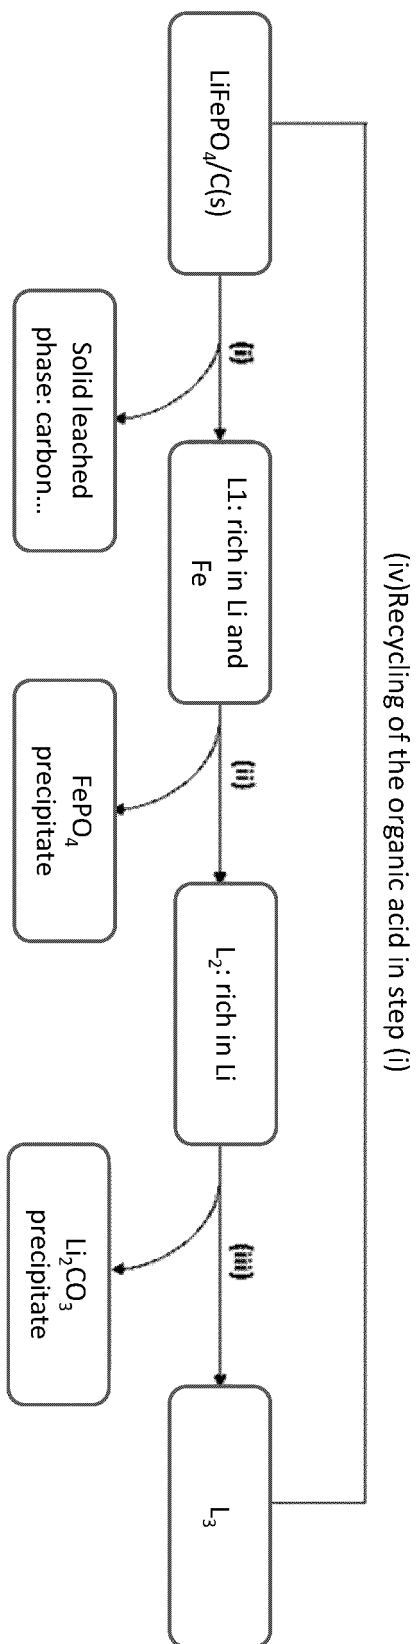 (iv)Recycling of the organic acid in step (i)
LiFePO₄/C(s)
(i)
L1: rich in Li and
Fe
(ii)
L₂: rich in Li
(iii)
L₃
Solid leached
phase: carbon...
FePO₄
precipitate
Li₂CO₃
precipitate